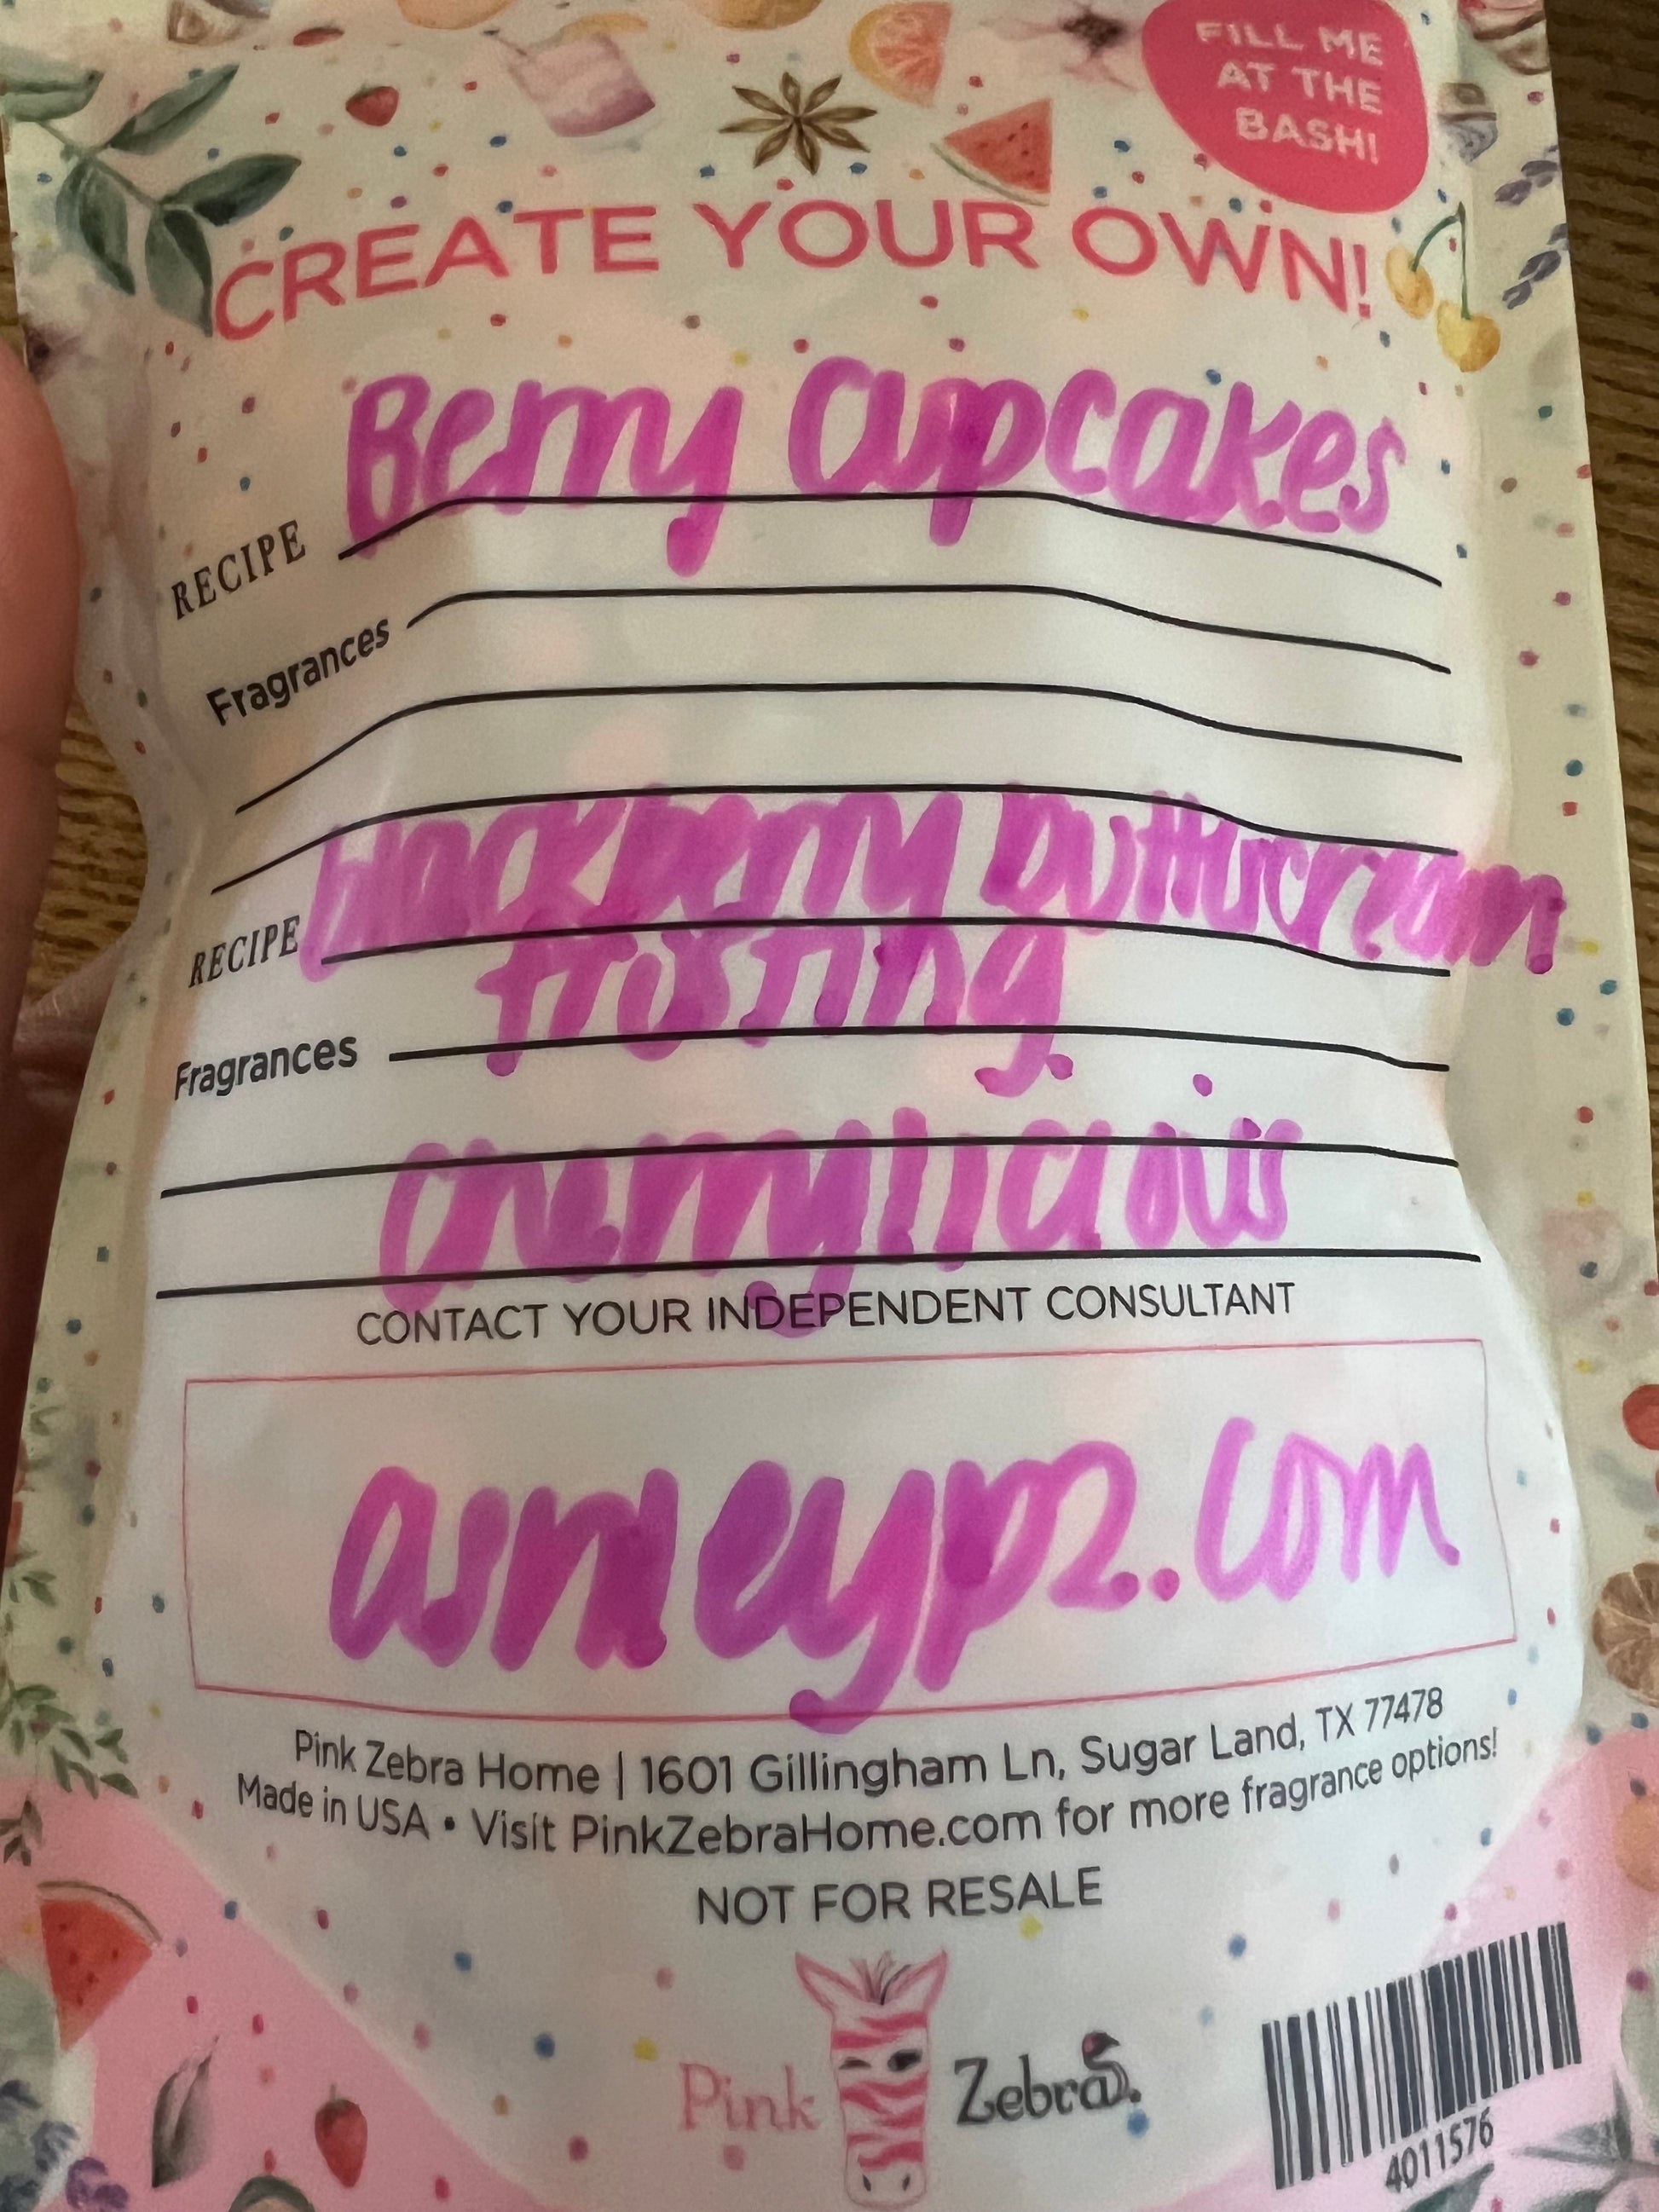 FILL ME
AT THE
BASH!
CREATE YOUR OWN!
RECIPE Berry Cupcakes
Fragrances
RECIPE blackberry buttercream
frosting
Fragrances
cherrylicious
CONTACT YOUR INDEPENDENT CONSULTANT
.com
Pink Zebra Home | 1601 Gillingham Ln, Sugar Land, TX 77478
Made in USA • Visit PinkZebraHome.com for more fragrance options!
NOT FOR RESALE
Pink Zebra
4011576